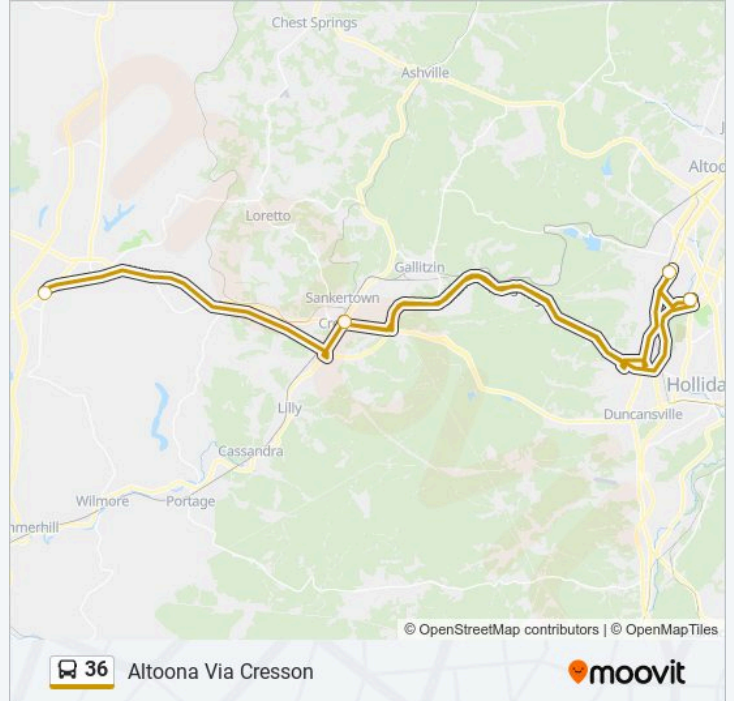 Chest Springs
Ashville
Altoo
Loretto
Gallitzin
Sankertown
Cre
Lilly
Hollida
Duncansville
Cassandra
Wilmore
Portage
nmerhill
© OpenStreetMap contributors | © OpenMapTiles
36 Altoona Via Cresson
moovit